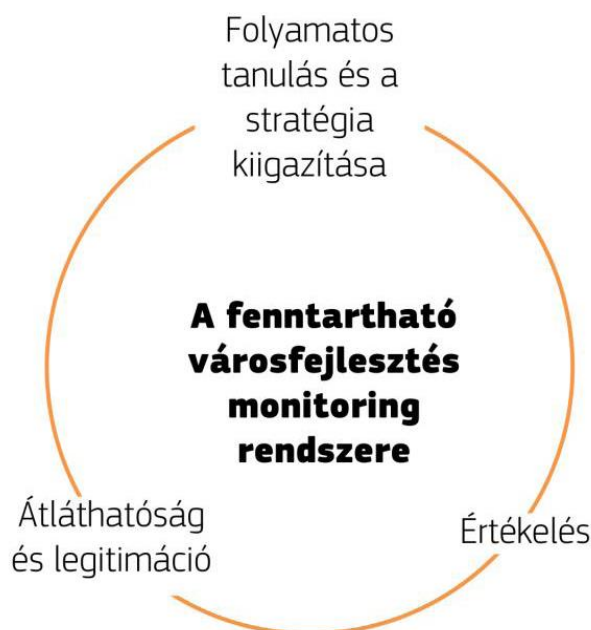 Folyamatos
tanulás és a
stratégia
kiigazítása
A fenntartható
városfejlesztés
monitoring
rendszere
Átláthatóság
és legitimáció
Értékelés